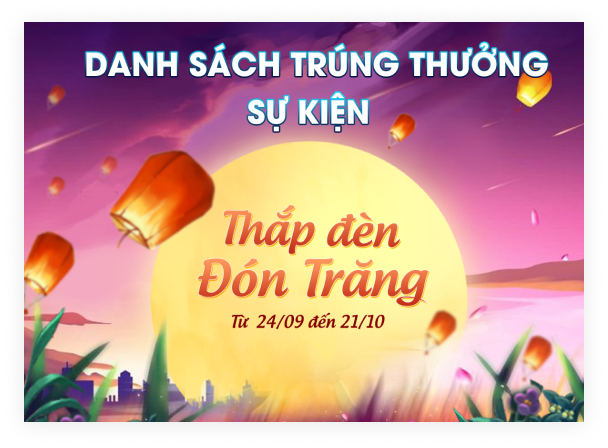 DANH SÁCH TRÚNG THƯỞNG
SỰ KIỆN
Thắp đèn
Đón Trăng
Từ 24/09 đến 21/10